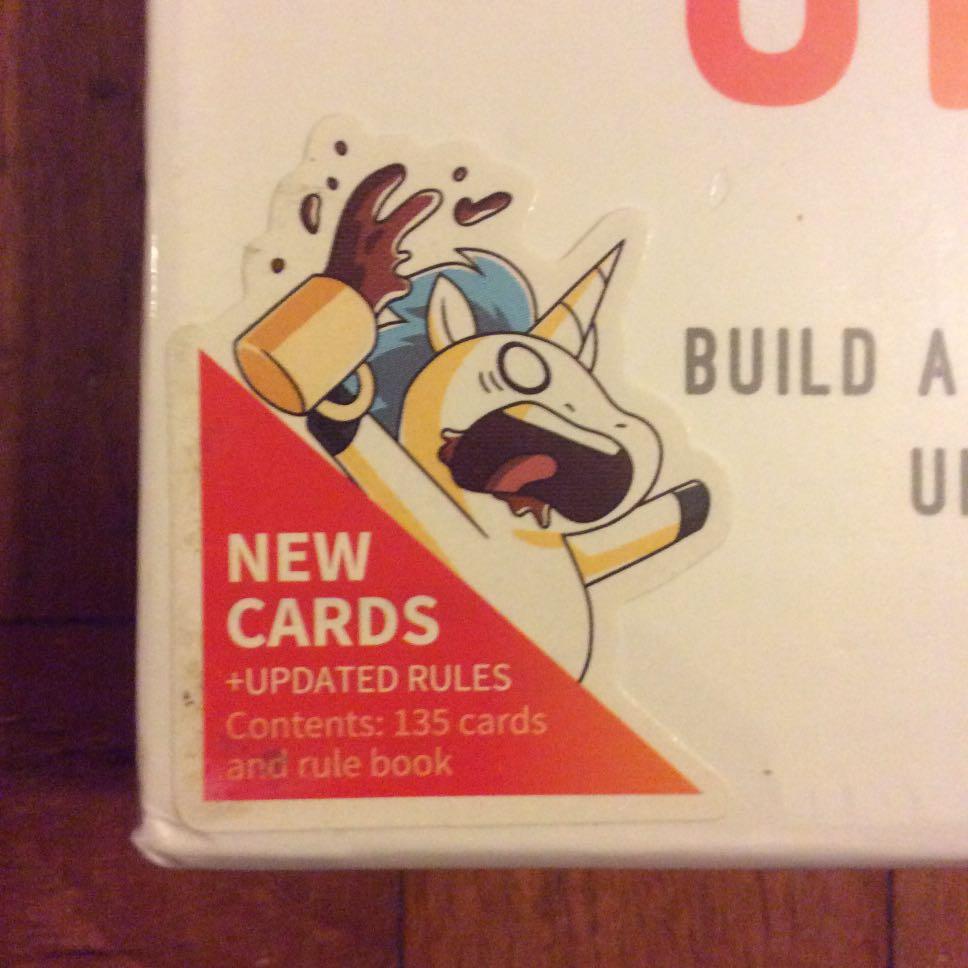 BUILD A
NEW
CARDS
+UPDATED RULES
Contents: 135 cards
and rule book